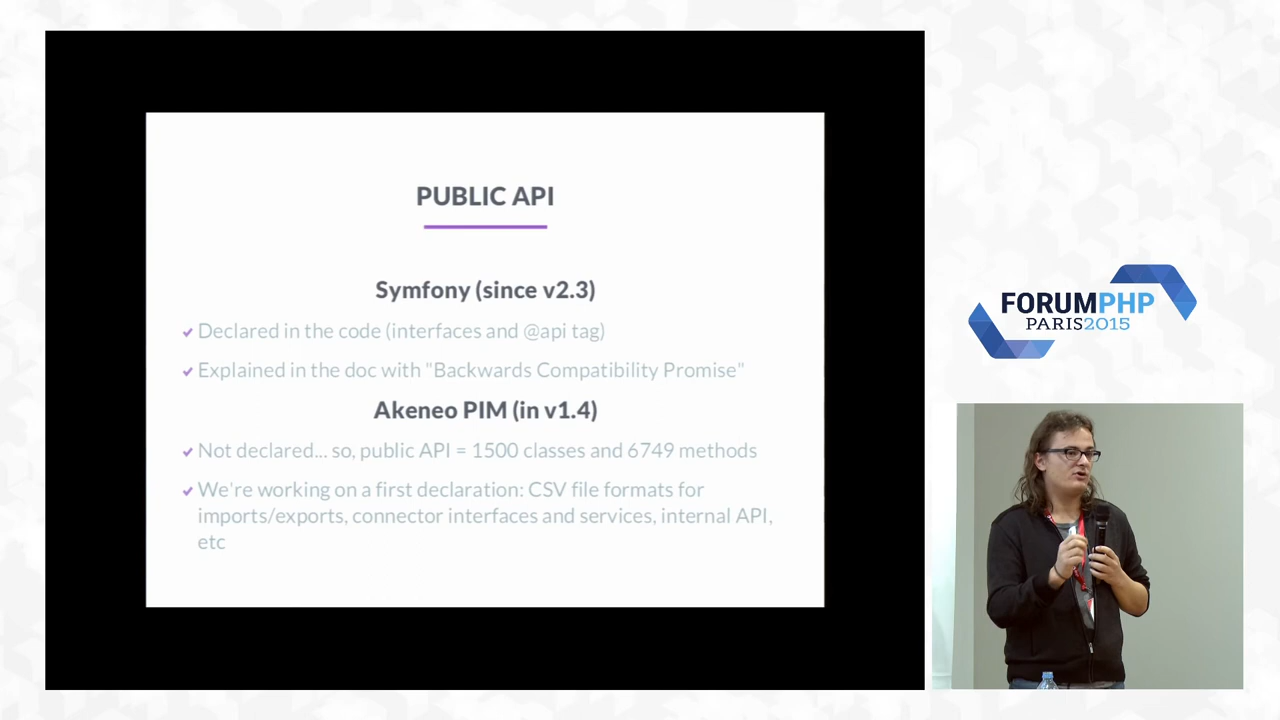 PUBLIC API
Symfony (since v2.3)
Declared in the code (interfaces and @api tag)
Explained in the doc with "Backwards Compatibility Promise"
Akeneo PIM (in v1.4)
Not declared... so, public API = 1500 classes and 6749 methods
We're working on a first declaration: CSV file formats for
imports/exports, connector interfaces and services, internal API,
etc
FORUMPHP
PARIS2015